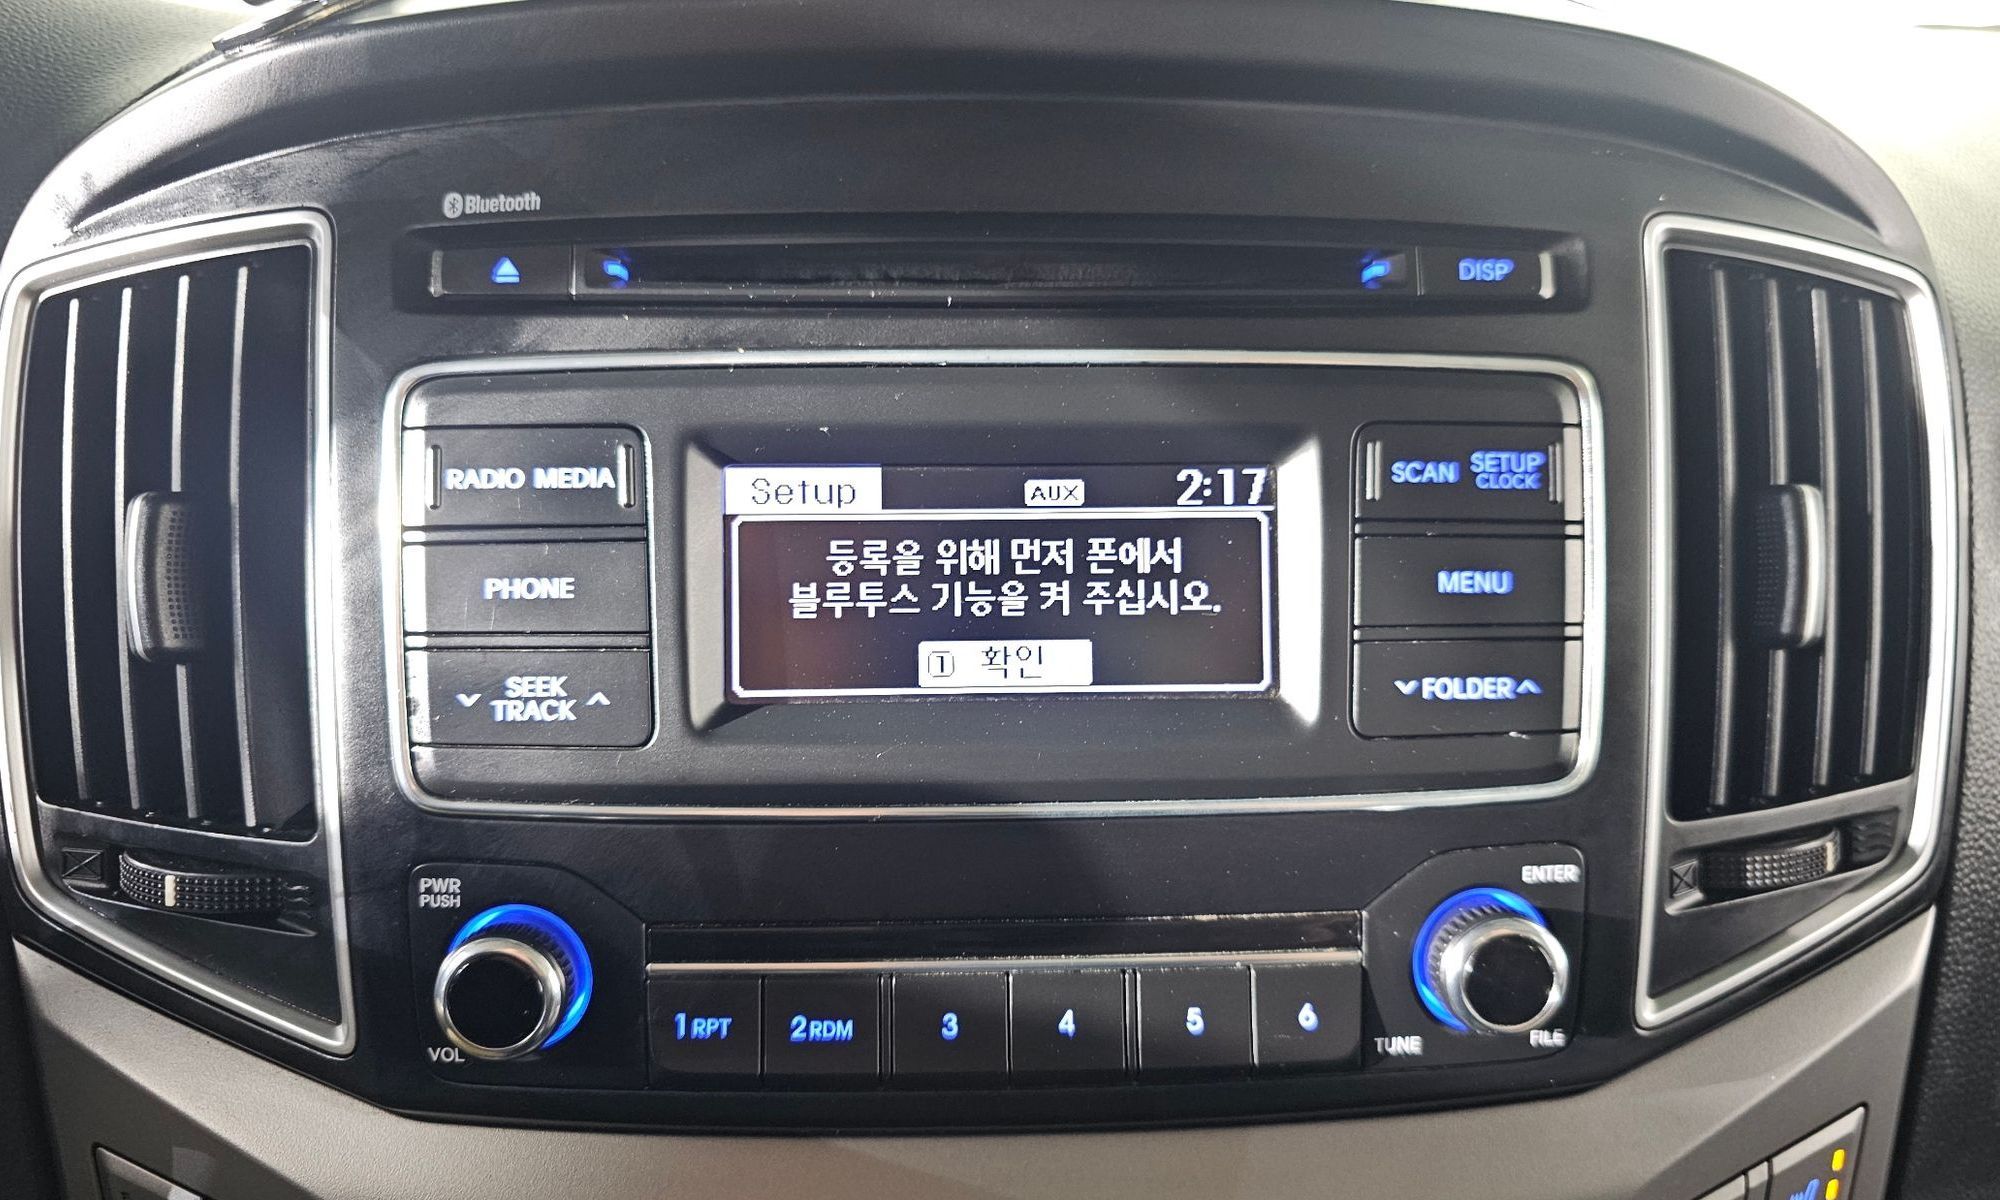 Bluetooth
DISP
RADIO MEDIA
PHONE
SEEK
TRACK
Setup AUX 2:17
등록을 위해 먼저 폰에서
블루투스 기능을 켜 주십시오.
1 확인
SCAN SETUP
CLOCK
MENU
FOLDER
PWR
PUSH
VOL
1 RPT 2 RDM 3 4 5 6
ENTER
TUNE FILE